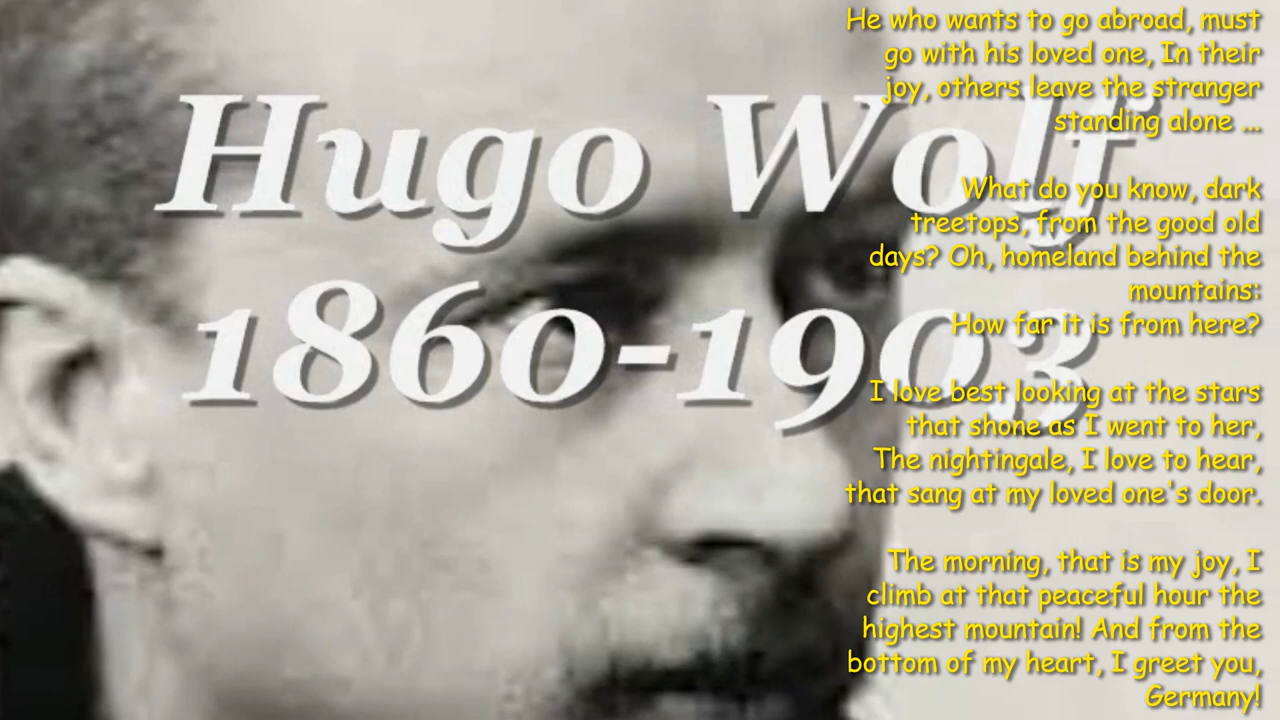 Hugo Wolf
1860-1903
He who wants to go abroad, must
go with his loved one, In their
joy, others leave the stranger
standing alone ...
What do you know, dark
treetops, from the good old
days? Oh, homeland behind the
mountains:
How far it is from here?
I love best looking at the stars
that shone as I went to her,
The nightingale, I love to hear,
that sang at my loved one's door.
The morning, that is my joy, I
climb at that peaceful hour the
highest mountain! And from the
bottom of my heart, I greet you,
Germany!